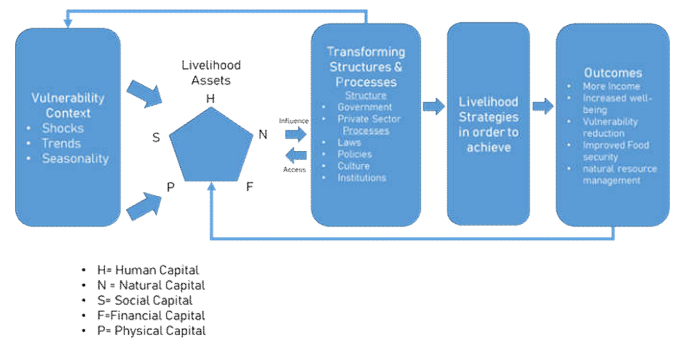 Vulnerability
Context
• Shocks
• Trends
• Seasonality
Livelihood
Assets
H
S
N
P
F
Influence
Access
Transforming
Structures &
Processes
Structure
• Government
• Private Sector
Processes
• Laws
• Policies
• Culture
• Institutions
Livelihood
Strategies
in order to
achieve
Outcomes
• More Income
• Increased well-
being
• Vulnerability
reduction
• Improved Food
security
• natural resource
management
• H= Human Capital
• N = Natural Capital
• S= Social Capital
• F=Financial Capital
• P= Physical Capital